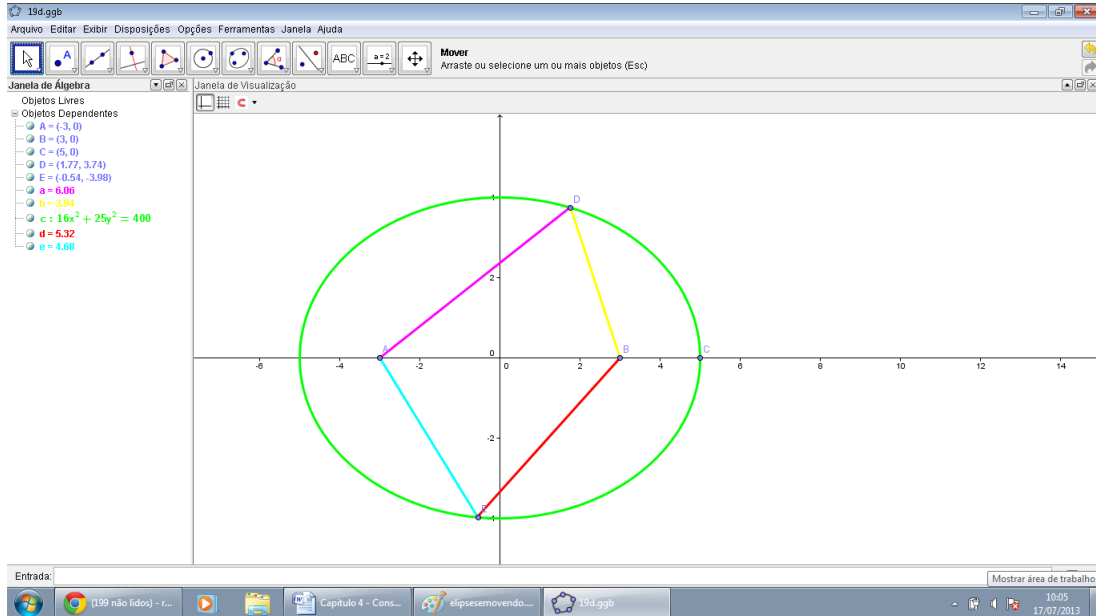 19d.ggb
Arquivo Editar Exibir Disposições Opções Ferramentas Janela Ajuda
A
ABC
a=2
Mover
Arraste ou selecione um ou mais objetos (Esc)
Janela de Álgebra
Janela de Visualização
Objetos Livres
Objetos Dependentes
A = (-3, 0)
B = (3, 0)
C = (5, 0)
D = (1.77, 3.74)
E = (-0.54, -3.98)
a = 6.06
b = 3.94
c : 16x² + 25y² = 400
d = 5.32
e = 4.68
D
4
2
A
0
B
C
-6 -4 -2 0 2 4 6 8 10 12 14
-2
E
-4
Entrada:
Mostrar área de trabalho
(199 não lidos) - r...
Capitulo 4 - Cons...
elipsesemovendo....
19d.ggb
10:05
17/07/2013